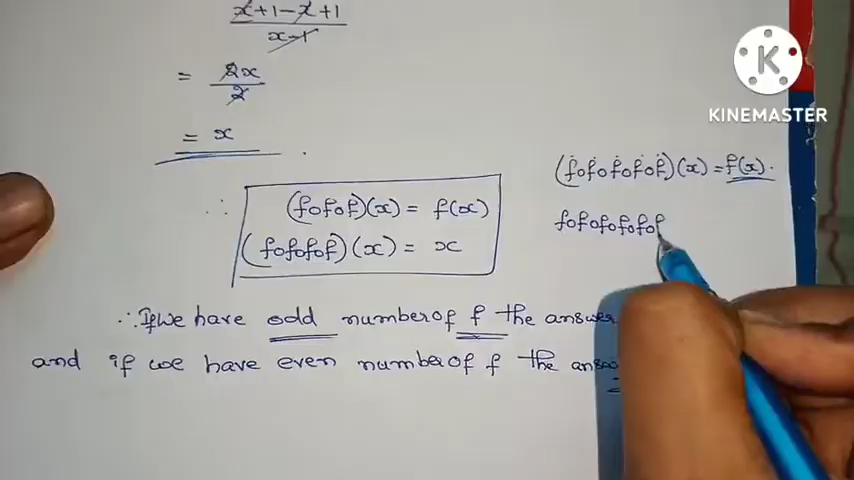 x+1-x+1
x-1
= 2x
2
= x
∴ (fofof)(x) = f(x)
(fofofof)(x) = x
(fofofofof)(x) = f(x).
fofofofofof
∴ If we have odd number of f the answer
and if we have even number of f the
K
KINEMASTER